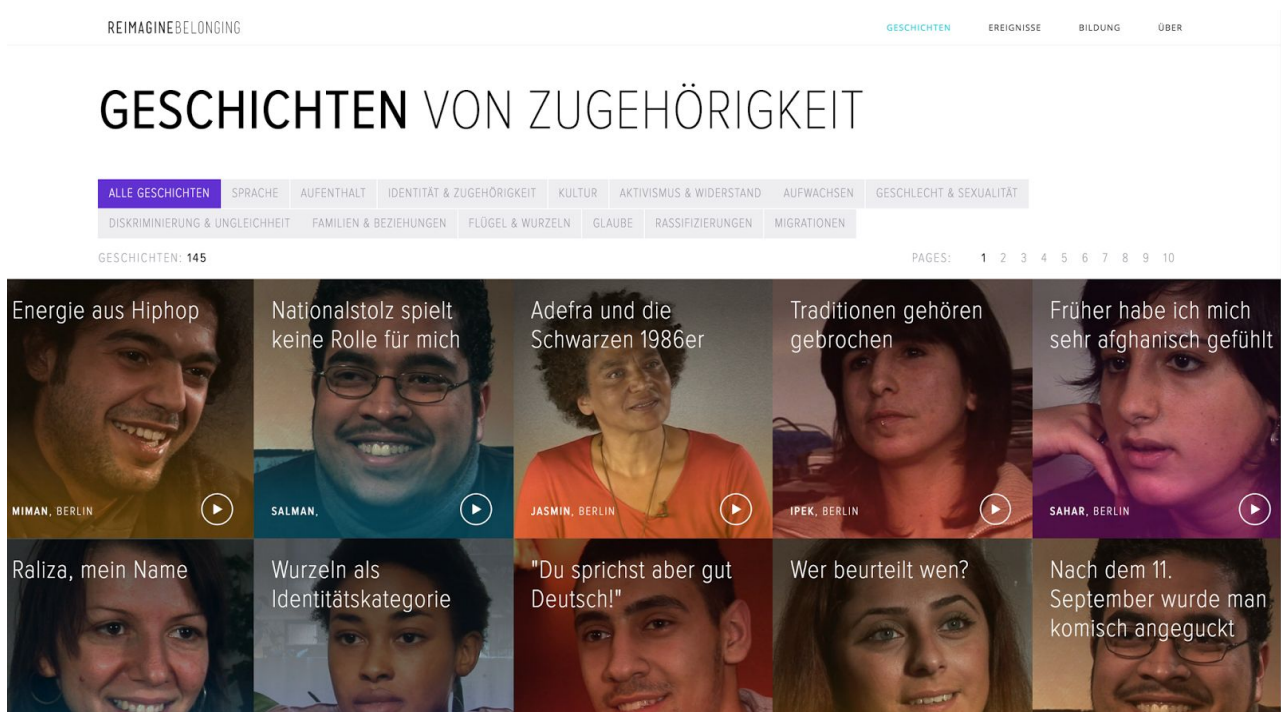 REIMAGINEBELONGING
GESCHICHTEN EREIGNISSE BILDUNG ÜBER
GESCHICHTEN VON ZUGEHÖRIGKEIT
ALLE GESCHICHTEN SPRACHE AUFENTHALT IDENTITÄT & ZUGEHÖRIGKEIT KULTUR AKTIVISMUS & WIDERSTAND AUFWACHSEN GESCHLECHT & SEXUALITÄT
DISKRIMINIERUNG & UNGLEICHHEIT FAMILIEN & BEZIEHUNGEN FLÜGEL & WURZELN GLAUBE RASSIFIZIERUNGEN MIGRATIONEN
GESCHICHTEN: 145
PAGES: 1 2 3 4 5 6 7 8 9 10
Energie aus Hiphop
MIMAN, BERLIN
Nationalstolz spielt
keine Rolle für mich
SALMAN,
Adefra und die
Schwarzen 1986er
JASMIN, BERLIN
Traditionen gehören
gebrochen
IPEK, BERLIN
Früher habe ich mich
sehr afghanisch gefühlt
SAHAR, BERLIN
Raliza, mein Name
Wurzeln als
Identitätskategorie
"Du sprichst aber gut
Deutsch!"
Wer beurteilt wen?
Nach dem 11.
September wurde man
komisch angeguckt